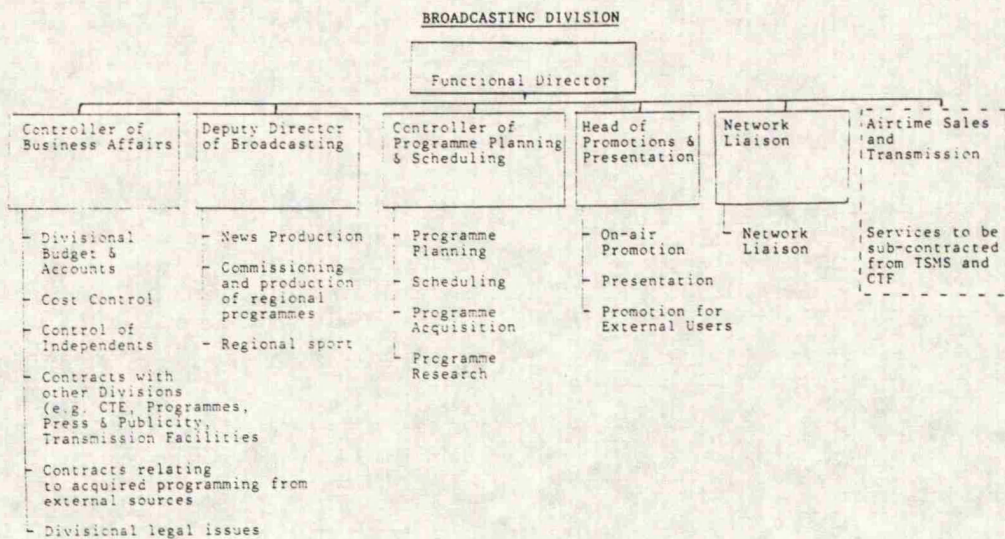 BROADCASTING DIVISION
Functional Director
Controller of
Business Affairs
- Divisional
Budget &
Accounts
- Cost Control
- Control of
Independents
- Contracts with
other Divisions
(e.g. CTE, Programmes,
Press & Publicity,
Transmission Facilities
- Contracts relating
to acquired programming from
external sources
- Divisional legal issues
Deputy Director
of Broadcasting
- News Production
- Commissioning
and production
of regional
programmes
- Regional sport
Controller of
Programme Planning
& Scheduling
- Programme
Planning
- Scheduling
- Programme
Acquisition
- Programme
Research
Head of
Promotions &
Presentation
- On-air
Promotion
- Presentation
- Promotion for
External Users
Network
Liaison
- Network
Liaison
Airtime Sales
and
Transmission
Services to be
sub-contracted
from TSMS and
CTF